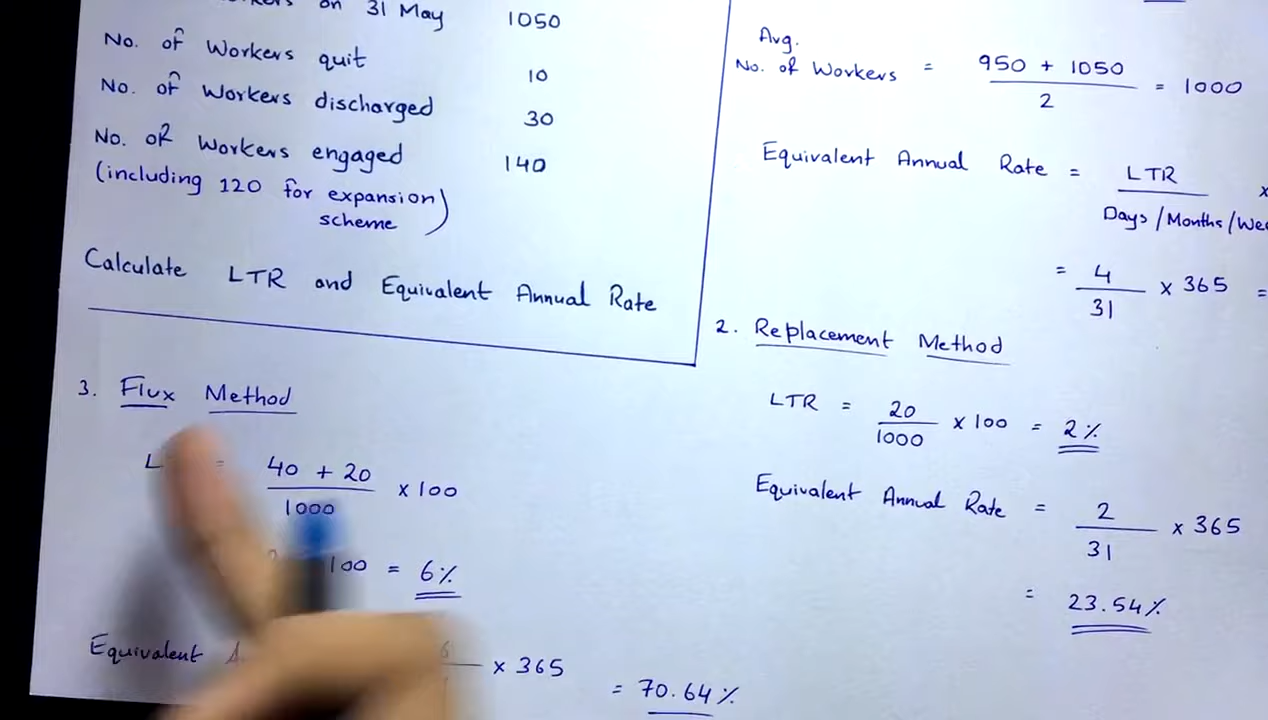 on 31 May 1050
No. of Workers quit 10
No. of Workers discharged 30
No. of Workers engaged 140
(including 120 for expansion scheme)
Calculate LTR and Equivalent Annual Rate
3. Flux Method
L = 40 + 20 / 1000 x 100
100 = 6%
Equivalent
x 365 = 70.64%
Avg.
No. of Workers = 950 + 1050 / 2 = 1000
Equivalent Annual Rate = LTR / Days/Months/ x
= 4 / 31 x 365 =
2. Replacement Method
LTR = 20 / 1000 x 100 = 2%
Equivalent Annual Rate = 2 / 31 x 365
= 23.54%